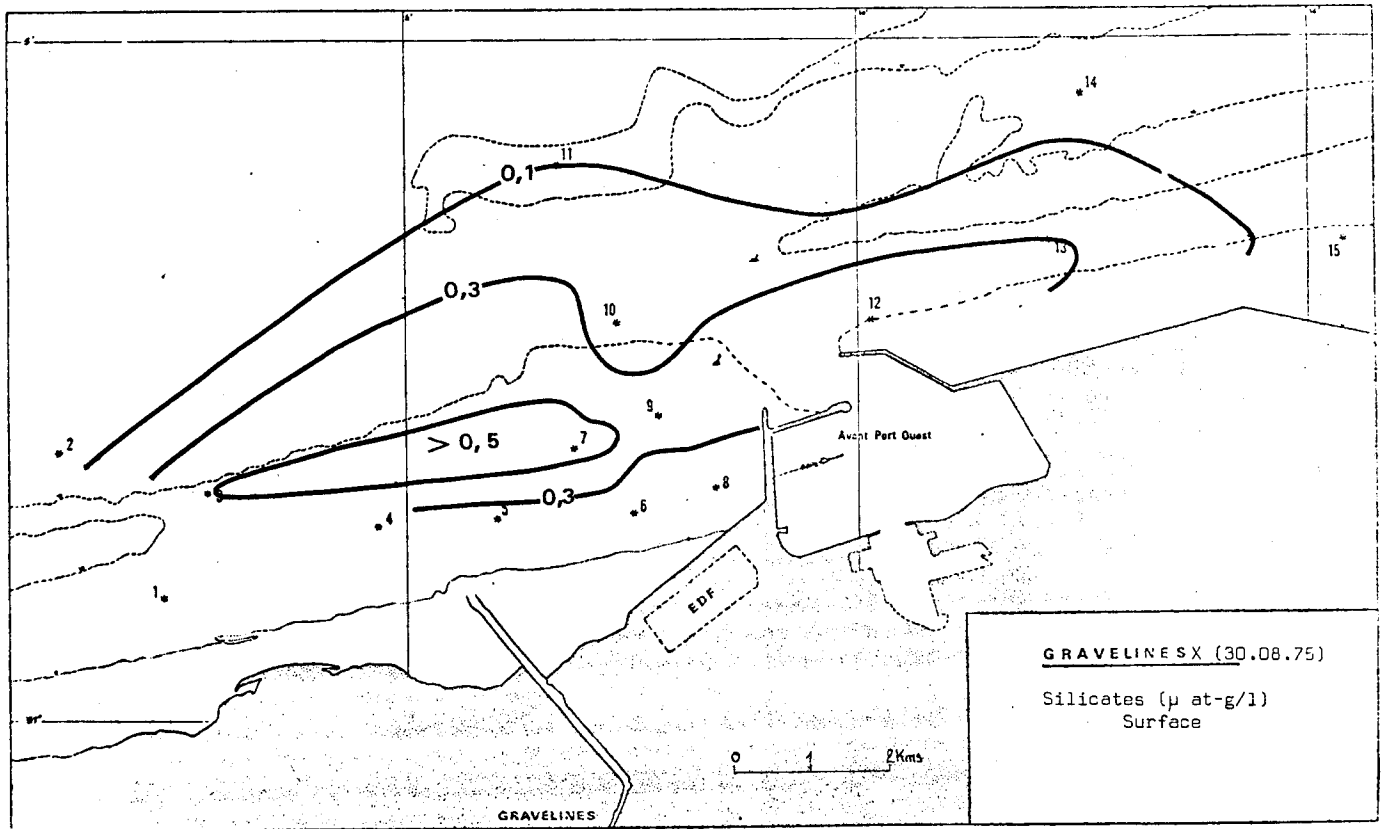 14
11
0,1
15
13
0,3
10
12
9
2
7
> 0,5
Avant Port Ouest
8
0,3
6
5
4
3
1
EDF
GRAVELINES X (30.08.75)
Silicates (µ at-g/l)
Surface
0 1 2Kms
GRAVELINES